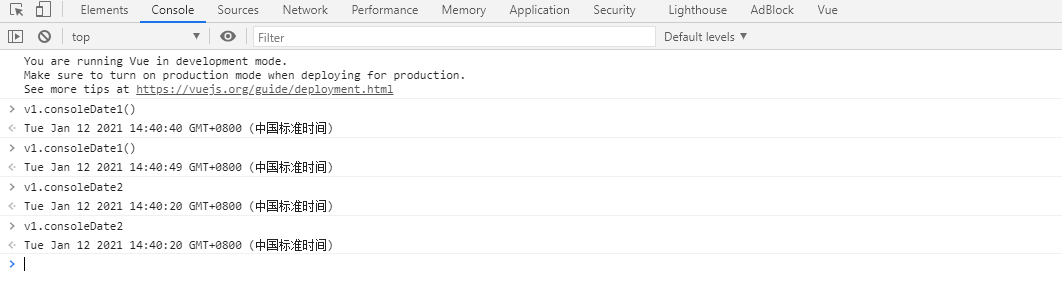 Elements Console Sources Network Performance Memory Application Security Lighthouse AdBlock Vue
top Filter Default levels
You are running Vue in development mode.
Make sure to turn on production mode when deploying for production.
See more tips at https://vuejs.org/guide/deployment.html
v1.consoleDate1()
Tue Jan 12 2021 14:40:40 GMT+0800 (中国标准时间)
v1.consoleDate1()
Tue Jan 12 2021 14:40:49 GMT+0800 (中国标准时间)
v1.consoleDate2
Tue Jan 12 2021 14:40:20 GMT+0800 (中国标准时间)
v1.consoleDate2
Tue Jan 12 2021 14:40:20 GMT+0800 (中国标准时间)